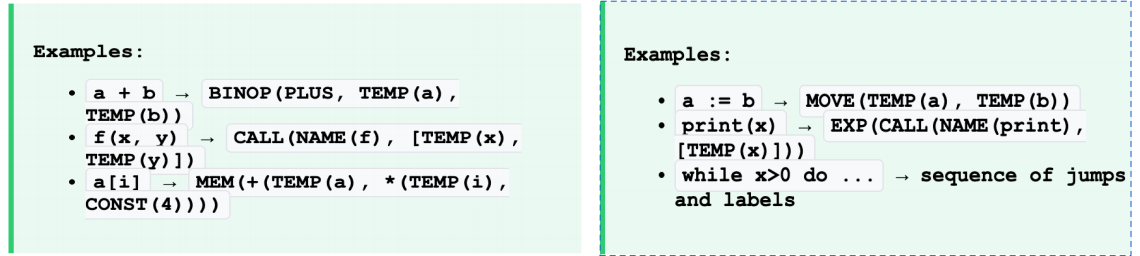 Examples:
• a + b → BINOP(PLUS, TEMP(a),
TEMP(b))
• f(x, y) → CALL(NAME(f), [TEMP(x),
TEMP(y)])
• a[i] → MEM(+(TEMP(a), *(TEMP(i),
CONST(4))))
Examples:
• a := b → MOVE(TEMP(a), TEMP(b))
• print(x) → EXP(CALL(NAME(print),
[TEMP(x)]))
• while x>0 do ... → sequence of jumps
and labels